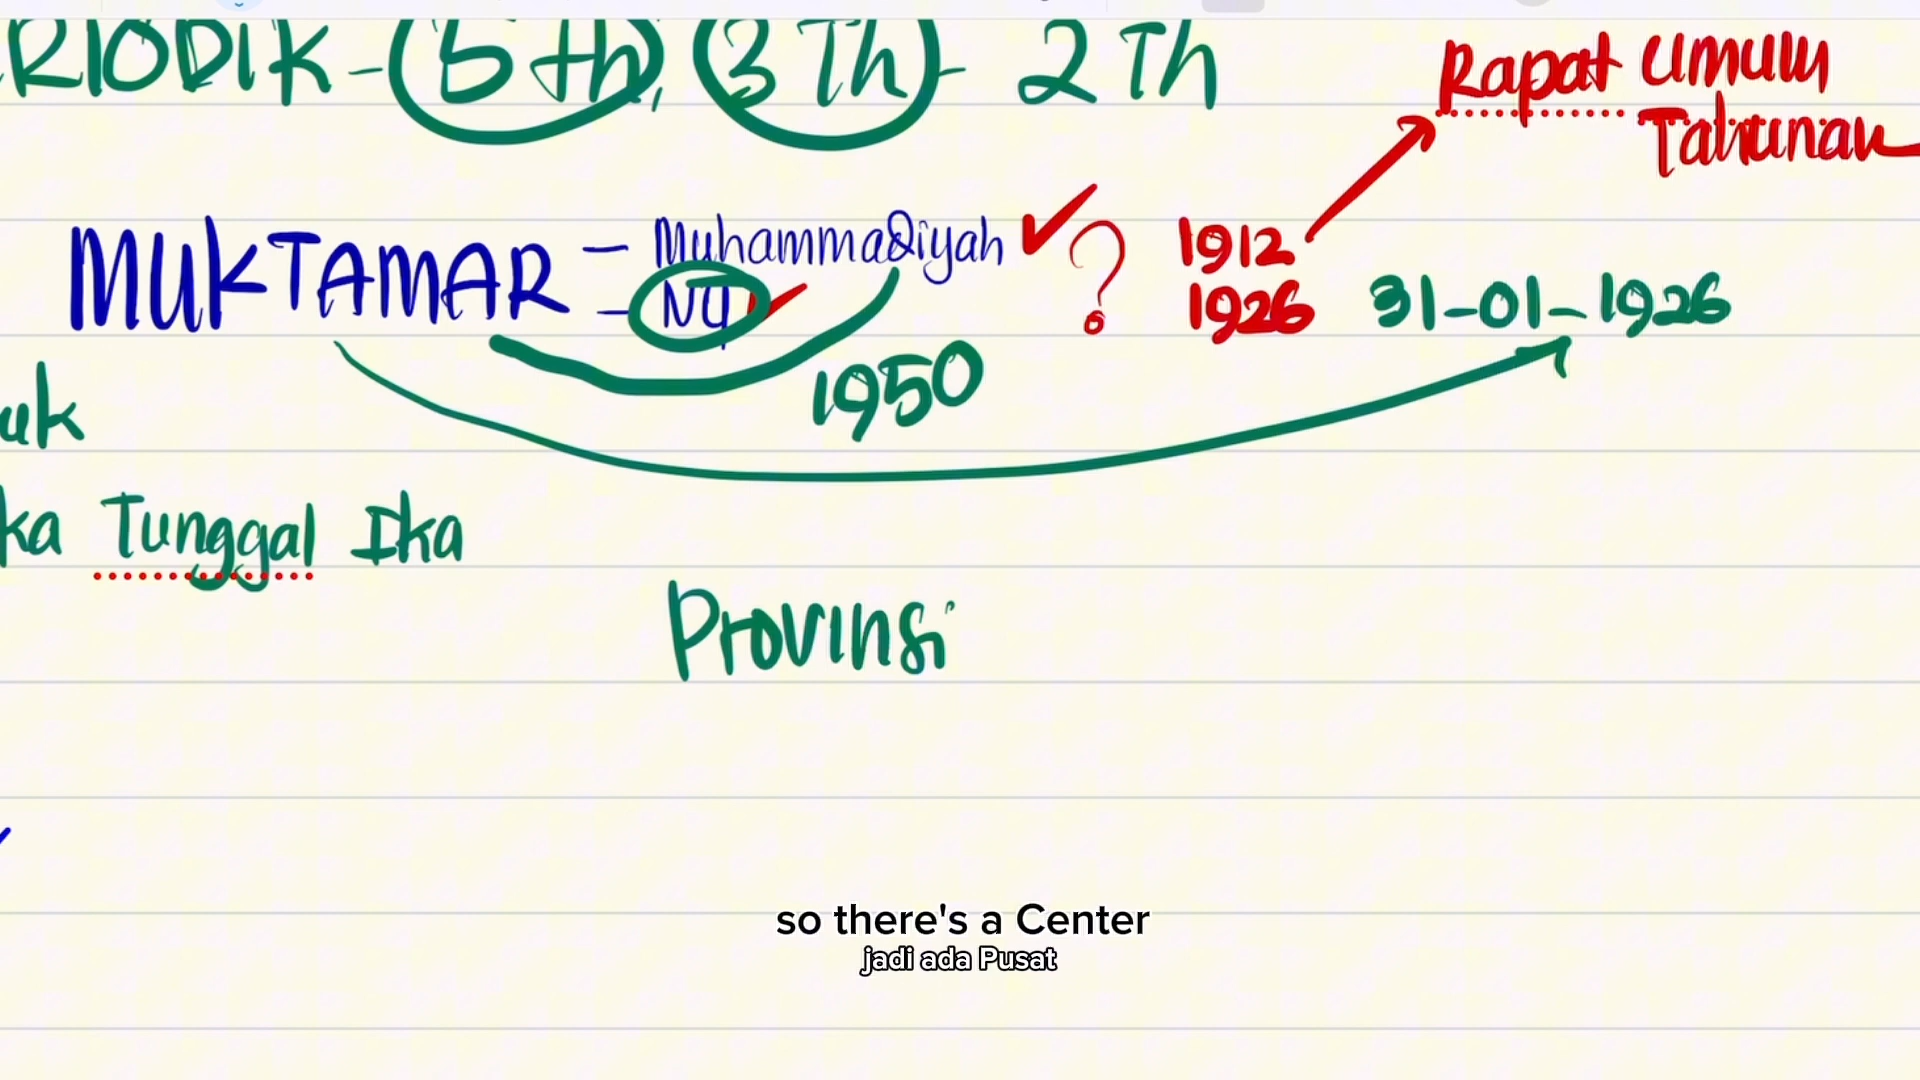 RIODIK - 5 th, 3 Th - 2 Th
Rapat Umum
Tahunan
MUKTAMAR - Muhammadiyah ✓ ? 1912
- NU ✓ 1926 31-01-1926
1950
uk
ka Tunggal Ika
Provinsi
so there's a Center
jadi ada Pusat